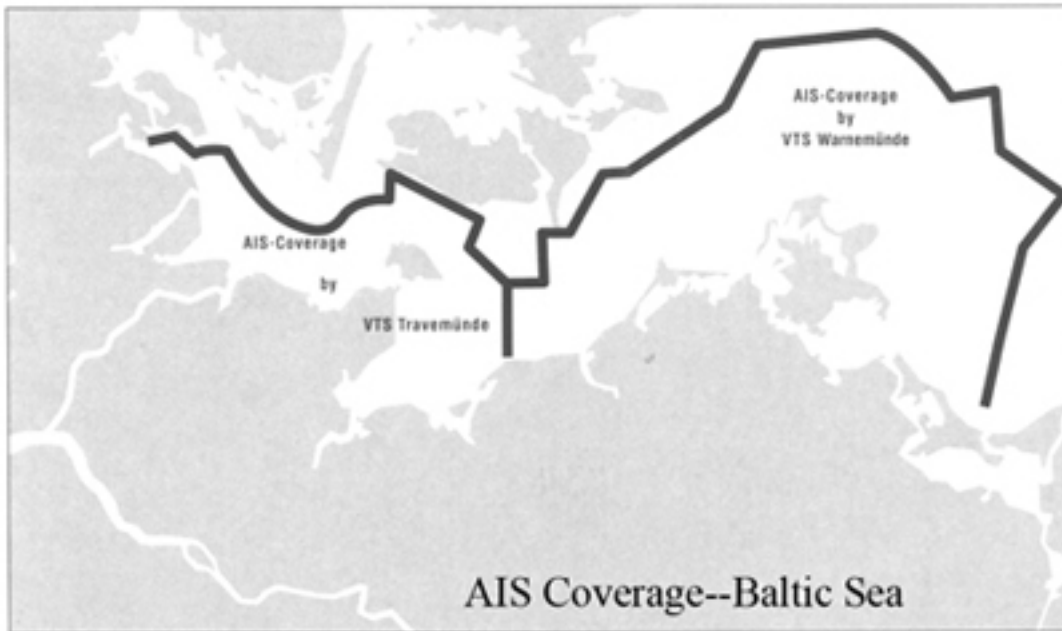 AIS-Coverage
by
VTS Warnemünde
AIS-Coverage
by
VTS Travemünde
AIS Coverage--Baltic Sea